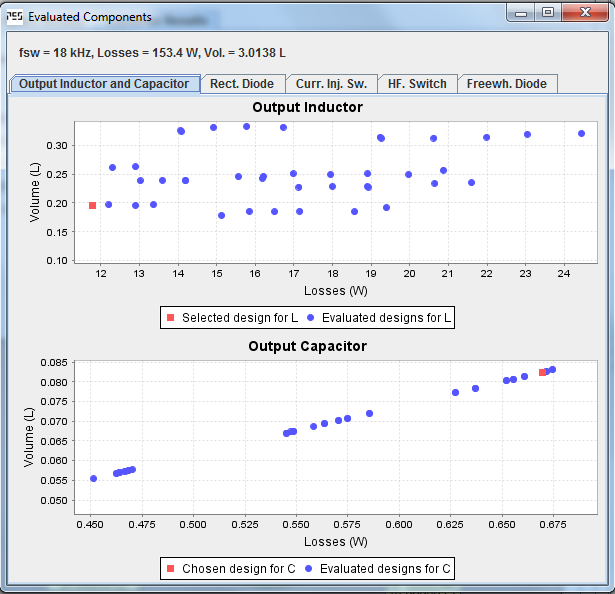 PSS Evaluated Components
fsw = 18 kHz, Losses = 153.4 W, Vol. = 3.0138 L
Output Inductor and Capacitor Rect. Diode Curr. Inj. Sw. HF. Switch Freewh. Diode
Output Inductor
Volume (L)
0.30
0.25
0.20
0.15
0.10
12 13 14 15 16 17 18 19 20 21 22 23 24
Losses (W)
Selected design for L Evaluated designs for L
Output Capacitor
Volume (L)
0.085
0.080
0.075
0.070
0.065
0.060
0.055
0.050
0.450 0.475 0.500 0.525 0.550 0.575 0.600 0.625 0.650 0.675
Losses (W)
Chosen design for C Evaluated designs for C